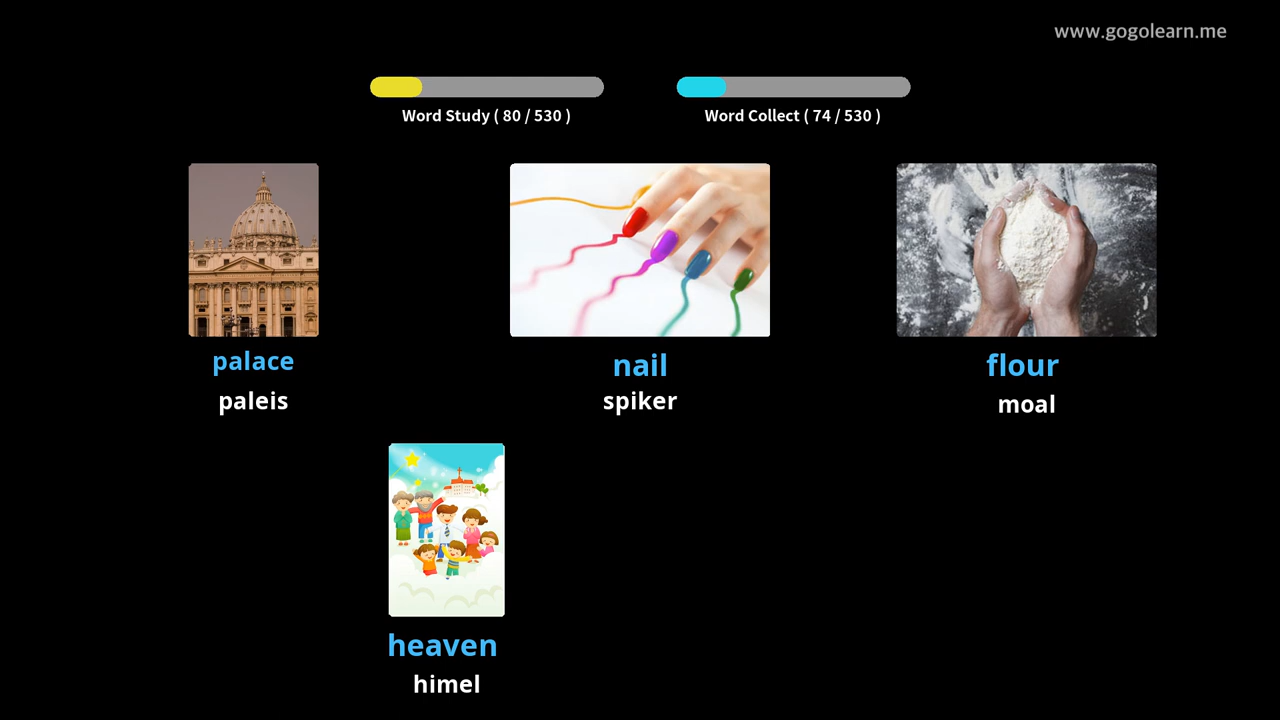 www.gogolearn.me
Word Study ( 80 / 530 )
Word Collect ( 74 / 530 )
palace
paleis
nail
spiker
flour
moal
heaven
himel